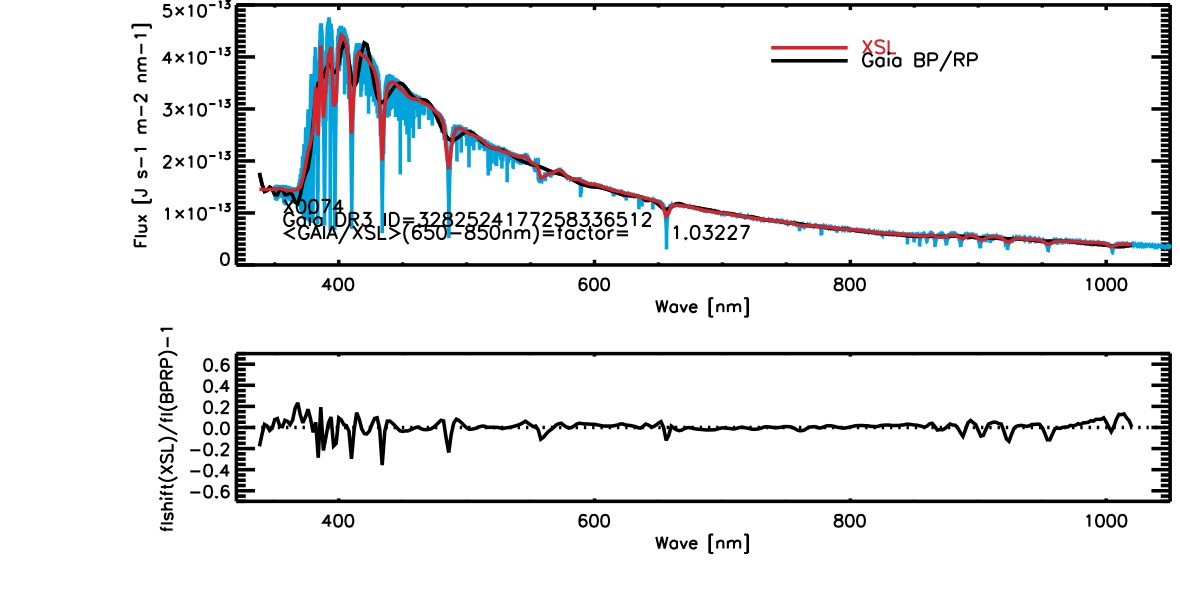 5×10−13
4×10−13
3×10−13
2×10−13
1×10−13
0
Flux [J s−1 m−2 nm−1]
XSL
Gaia BP/RP
X0074
Gaia DR3 ID=3282524177258336512
<GAIA/XSL>(650−850nm)=factor= 1.03227
400 600 800 1000
Wave [nm]
0.6
0.4
0.2
0.0
−0.2
−0.4
−0.6
flshift(XSL)/fl(BPRP)−1
400 600 800 1000
Wave [nm]